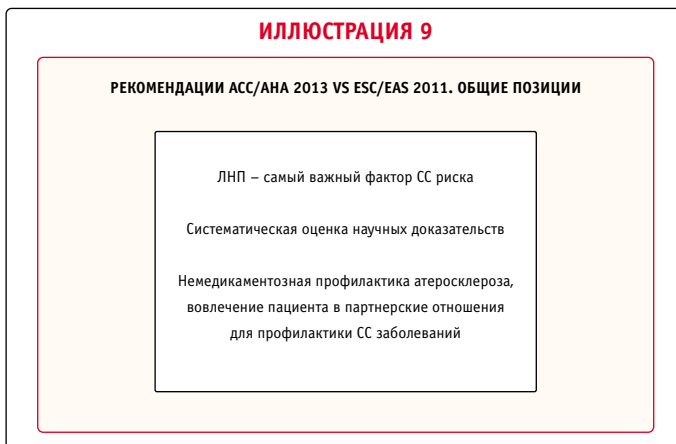 ИЛЛЮСТРАЦИЯ 9
РЕКОМЕНДАЦИИ ACC/AHA 2013 VS ESC/EAS 2011. ОБЩИЕ ПОЗИЦИИ
ЛНП – самый важный фактор СС риска
Систематическая оценка научных доказательств
Немедикаментозная профилактика атеросклероза,
вовлечение пациента в партнерские отношения
для профилактики СС заболеваний